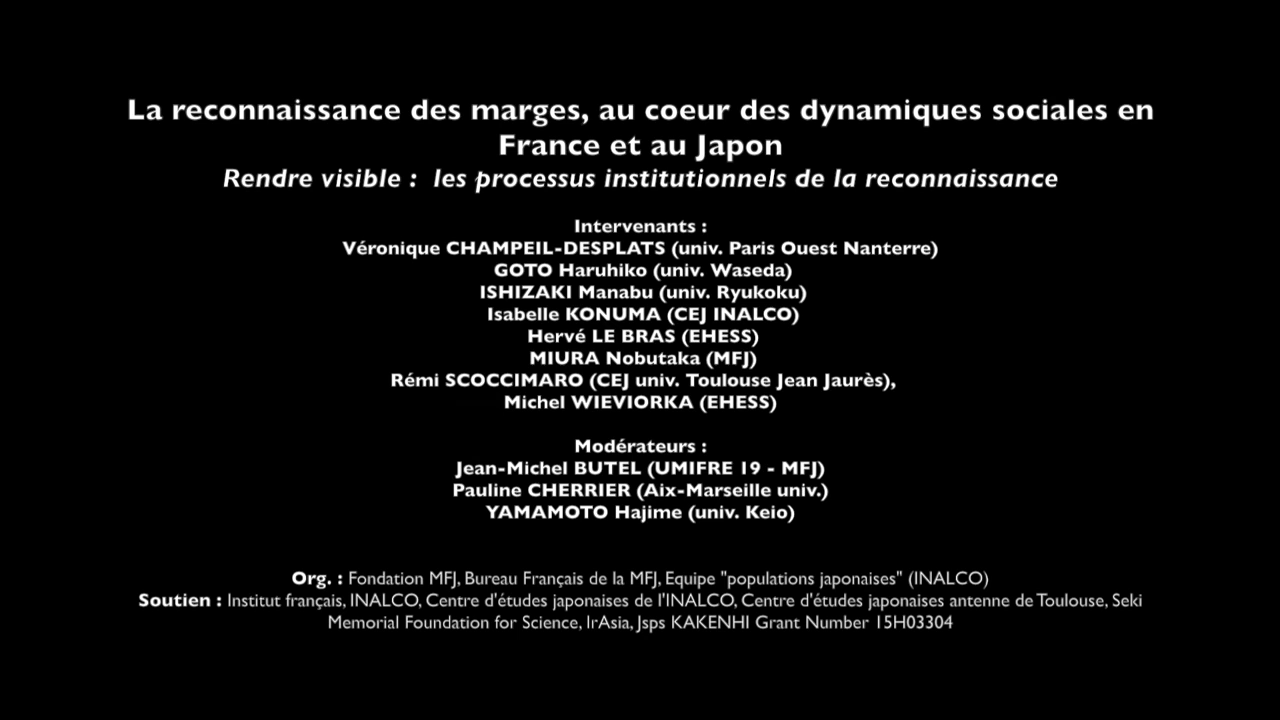 La reconnaissance des marges, au coeur des dynamiques sociales en
France et au Japon
Rendre visible :  les processus institutionnels de la reconnaissance
Intervenants :
Véronique CHAMPEIL-DESPLATS (univ. Paris Ouest Nanterre)
GOTO Haruhiko (univ. Waseda)
ISHIZAKI Manabu (univ. Ryukoku)
Isabelle KONUMA (CEJ INALCO)
Hervé LE BRAS (EHESS)
MIURA Nobutaka (MFJ)
Rémi SCOCCIMARO (CEJ univ. Toulouse Jean Jaurès),
Michel WIEVIORKA (EHESS)
Modérateurs :
Jean-Michel BUTEL (UMIFRE 19 - MFJ)
Pauline CHERRIER (Aix-Marseille univ.)
YAMAMOTO Hajime (univ. Keio)
Org. : Fondation MFJ, Bureau Français de la MFJ, Equipe "populations japonaises" (INALCO)
Soutien : Institut français, INALCO, Centre d'études japonaises de l'INALCO, Centre d'études japonaises antenne de Toulouse, Seki
Memorial Foundation for Science, IrAsia, Jsps KAKENHI Grant Number 15H03304